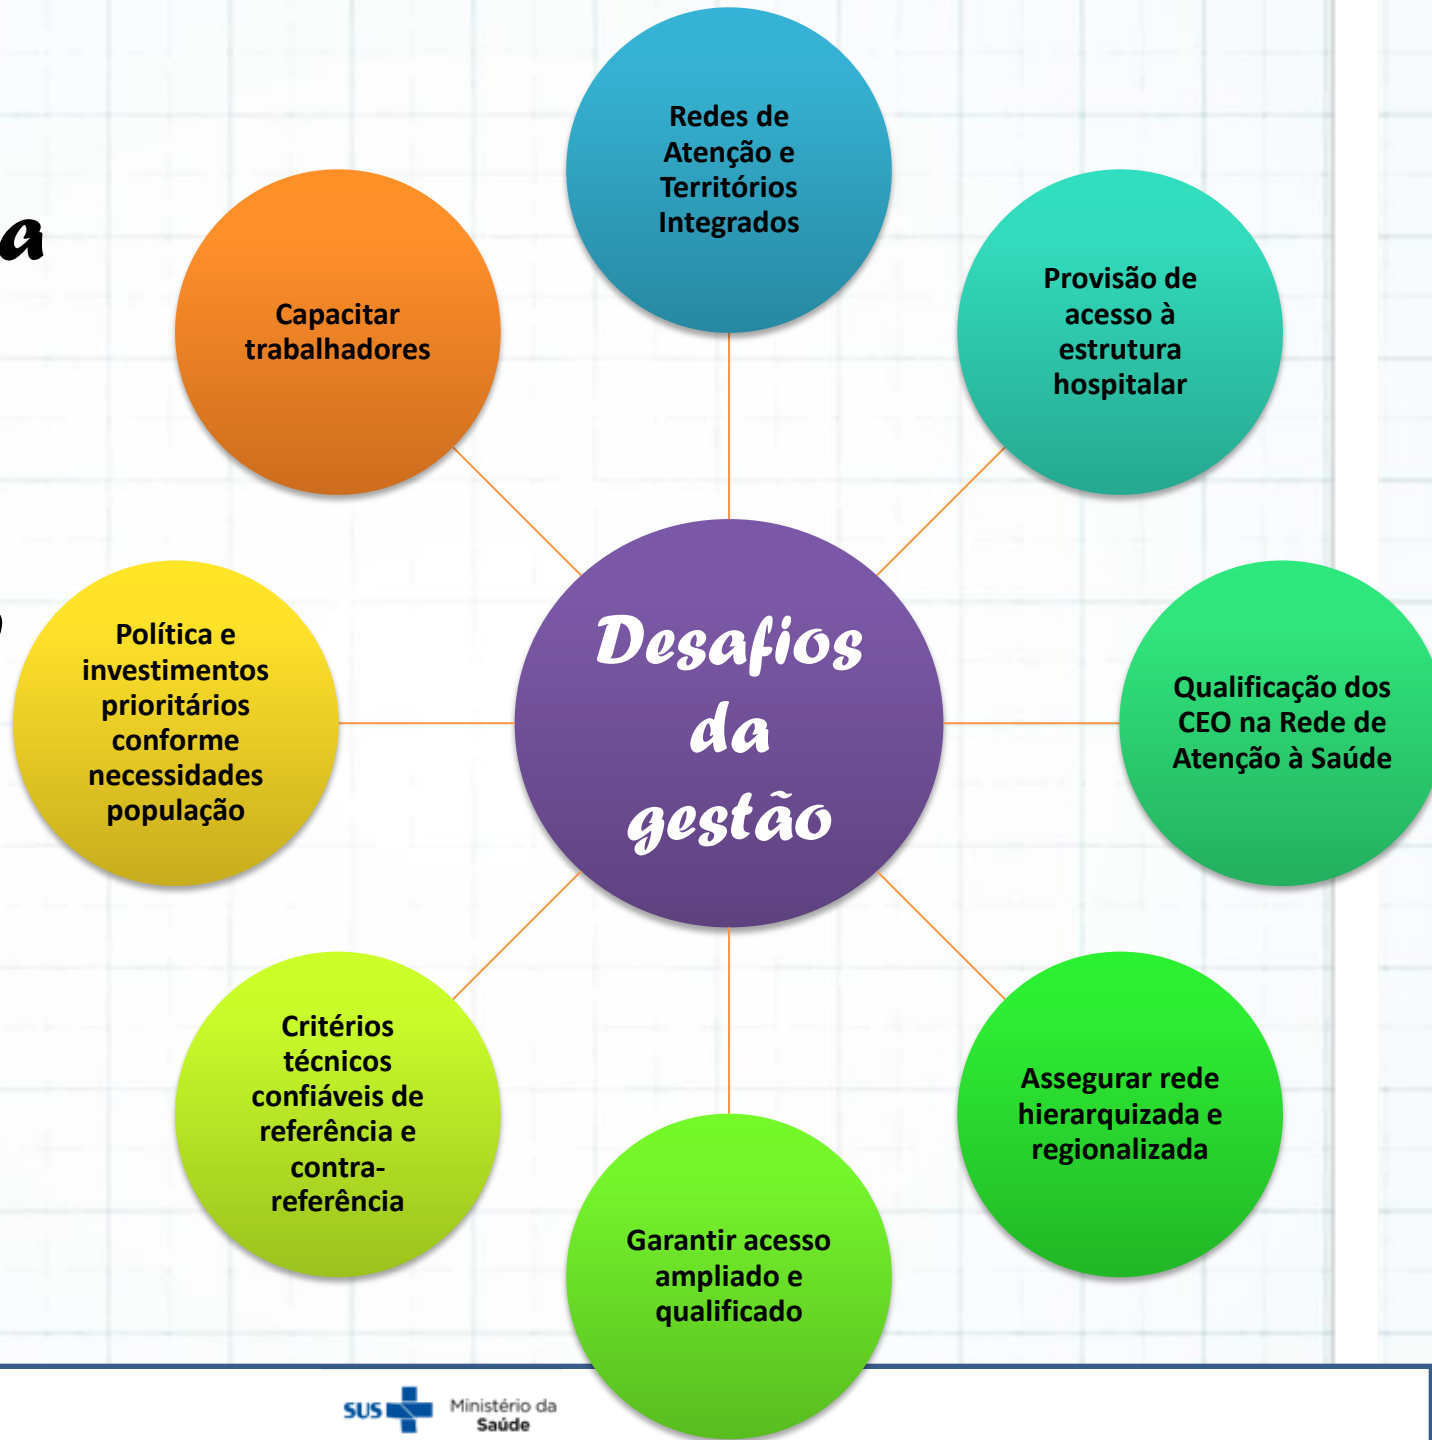 Redes de
Atenção e
Territórios
Integrados
Provisão de
acesso à
estrutura
hospitalar
Qualificação dos
CEO na Rede de
Atenção à Saúde
Assegurar rede
hierarquizada e
regionalizada
Garantir acesso
ampliado e
qualificado
Critérios
técnicos
confiáveis de
referência e
contra-
referência
Política e
investimentos
prioritários
conforme
necessidades
população
Capacitar
trabalhadores
Desafios
da
gestão
a
SUS
Ministério da
Saúde